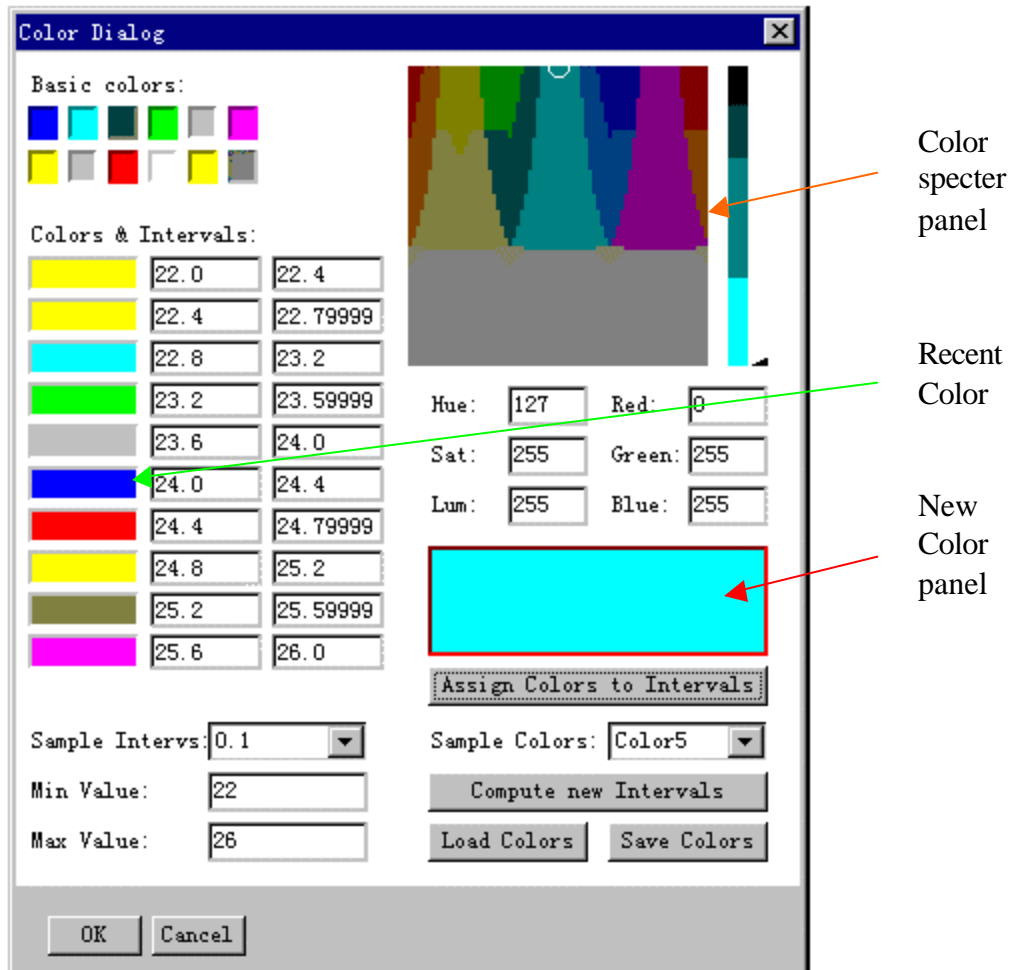 Color Dialog
Basic colors:
Colors & Intervals:
22.0 22.4
22.4 22.79999
22.8 23.2
23.2 23.59999
23.6 24.0
24.0 24.4
24.4 24.79999
24.8 25.2
25.2 25.59999
25.6 26.0
Sample Intervs: 0.1
Min Value: 22
Max Value: 26
Hue: 127 Red: 0
Sat: 255 Green: 255
Lum: 255 Blue: 255
Assign Colors to Intervals
Sample Colors: Color5
Compute new Intervals
Load Colors Save Colors
OK Cancel
Color
specter
panel
Recent
Color
New
Color
panel